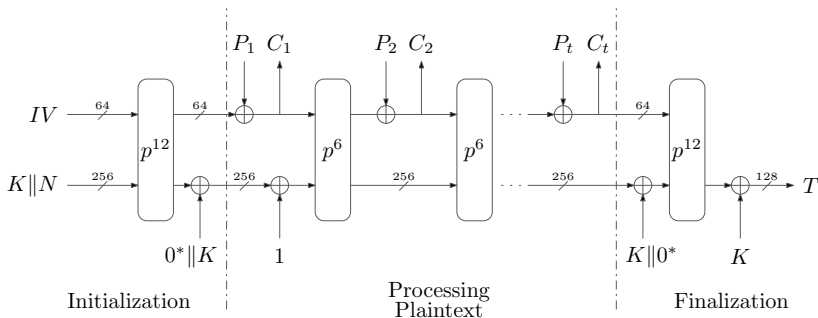 P₁ C₁ P₂ C₂ Pₜ Cₜ
IV 64 64 64
p¹² p⁶ p⁶ · · · p¹²
K∥N 256 256 256 · · · 256 128 T
0*∥K 1 K∥0* K
Initialization Processing Plaintext Finalization